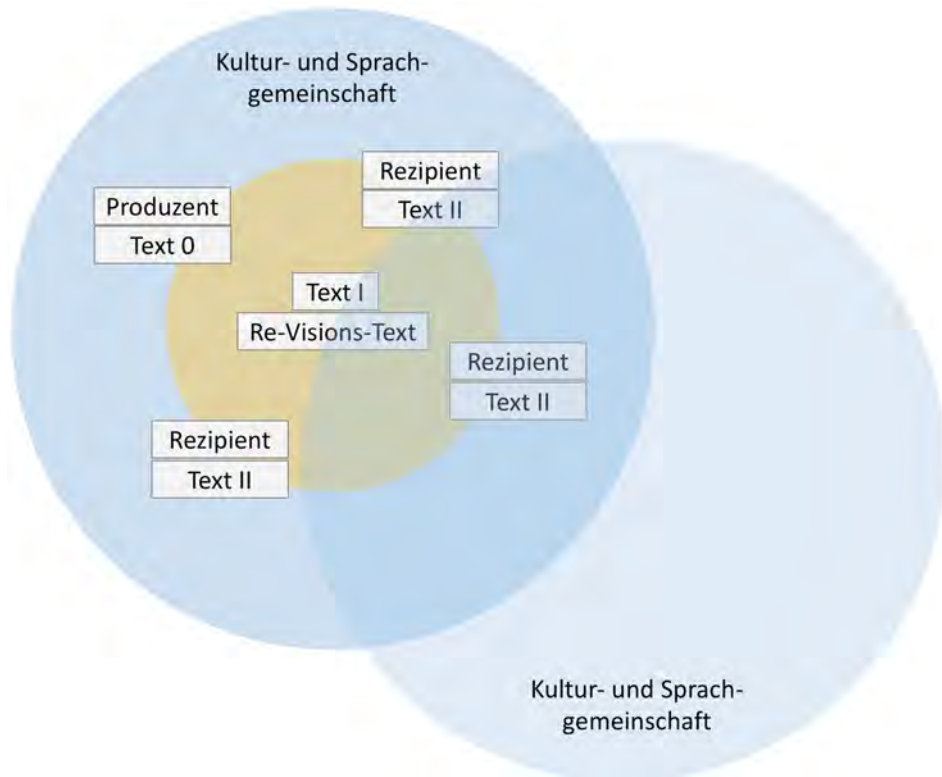 Kultur- und Sprach-
gemeinschaft
Rezipient
Text II
Produzent
Text 0
Text I
Re-Visions-Text
Rezipient
Text II
Rezipient
Text II
Kultur- und Sprach-
gemeinschaft